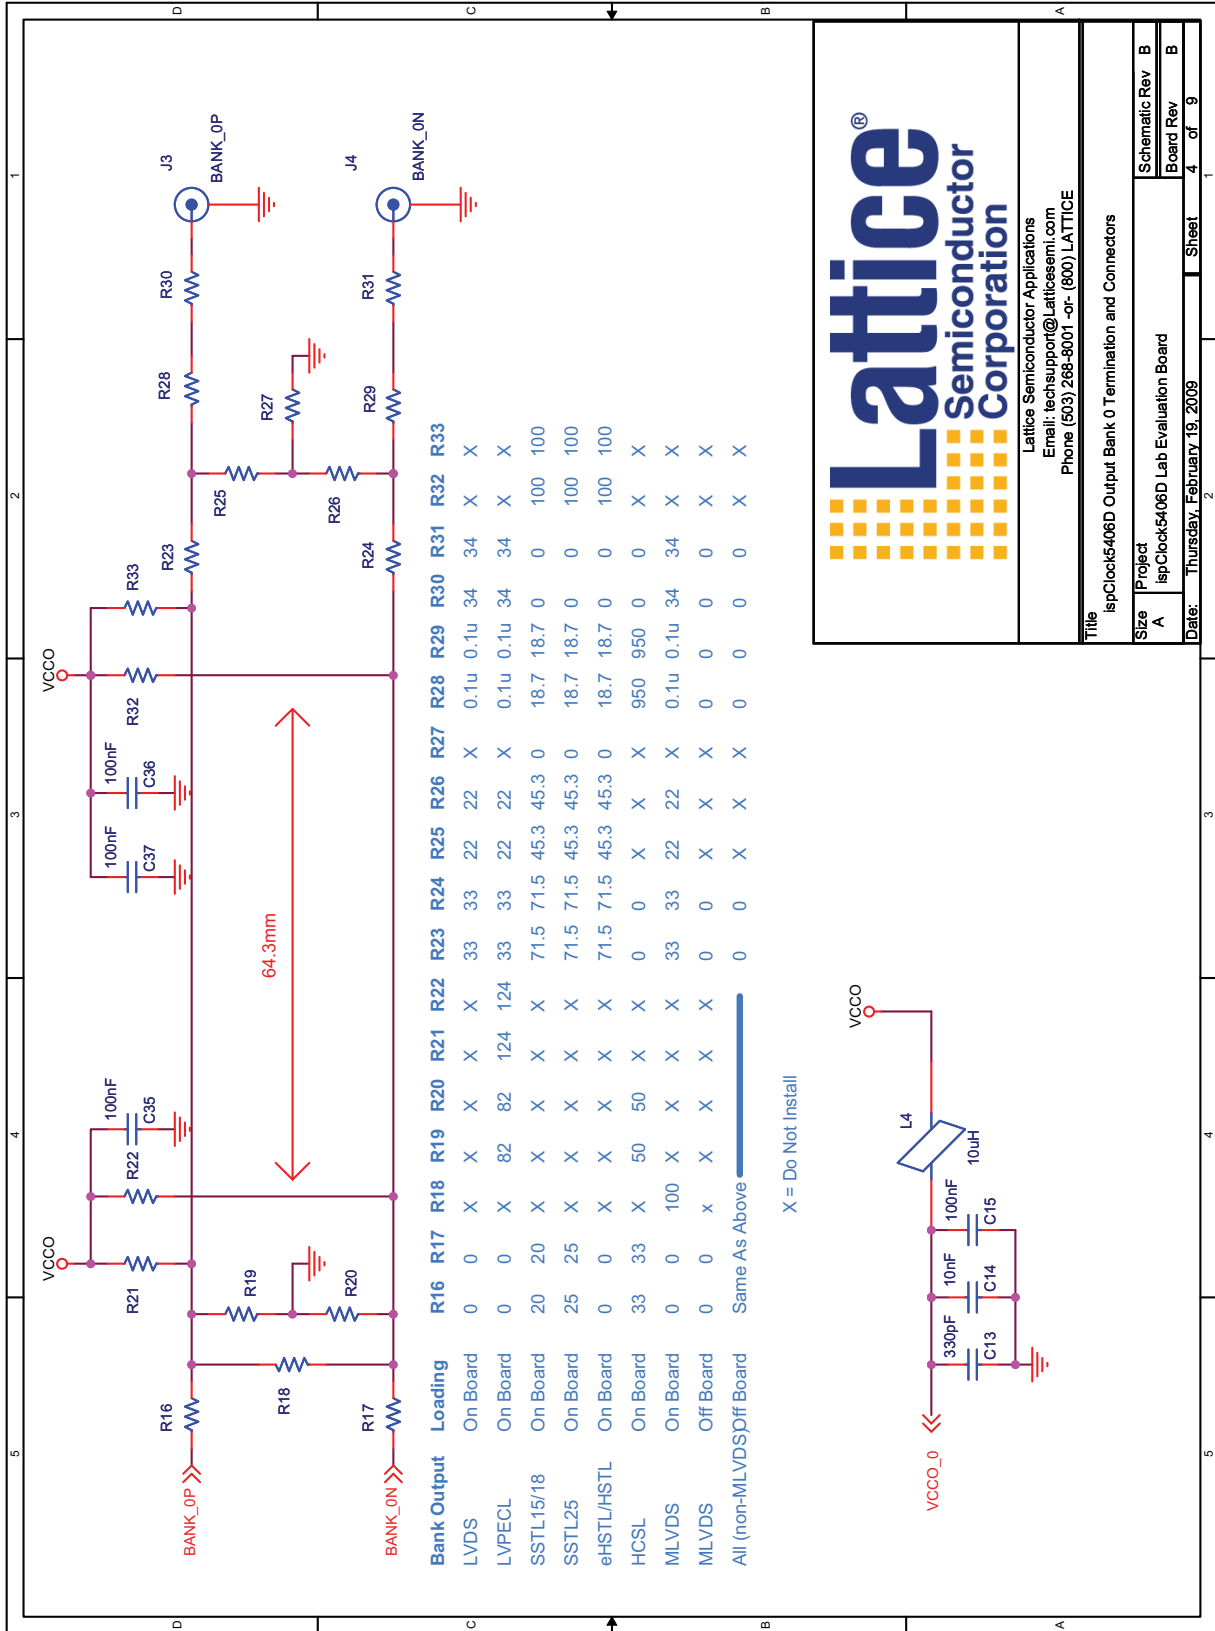 5
4
3
2
1
D
C
B
A
BANK_0P
BANK_0N
R16
R17
R18
R19
R20
VCCO
R21
R22
100nF
C35
64.3mm
100nF
C37
100nF
C36
VCCO
R32
R33
R23
R24
R25
R26
R27
R28
R29
R30
R31
J3
BANK_0P
J4
BANK_0N
Bank Output Loading R16 R17 R18 R19 R20 R21 R22 R23 R24 R25 R26 R27 R28 R29 R30 R31 R32 R33
LVDS On Board 0 0 X X X X X 33 33 22 22 X 0.1u 0.1u 34 34 X X
LVPECL On Board 0 0 X 82 82 124 124 33 33 22 22 X 0.1u 0.1u 34 34 X X
SSTL15/18 On Board 20 20 X X X X X 71.5 71.5 45.3 45.3 0 18.7 18.7 0 0 100 100
SSTL25 On Board 25 25 X X X X X 71.5 71.5 45.3 45.3 0 18.7 18.7 0 0 100 100
eHSTL/HSTL On Board 0 0 X X X X X 71.5 71.5 45.3 45.3 0 18.7 18.7 0 0 100 100
HCSL On Board 33 33 X 50 50 X X 0 0 X X X 950 950 0 0 X X
MLVDS On Board 0 0 100 X X X X 33 33 22 22 X 0.1u 0.1u 34 34 X X
MLVDS Off Board 0 0 x X X X X 0 0 X X X 0 0 0 0 X X
All (non-MLVDS) Off Board Same As Above 0 0 X X X 0 0 0 0 X X
X = Do Not Install
VCCO_0
330pF
C13
10nF
C14
100nF
C15
L4
10uH
VCCO
Lattice®
Semiconductor
Corporation
Lattice Semiconductor Applications
Email: techsupport@Latticesemi.com
Phone (503) 268-8001 -or- (800) LATTICE
Title
ispClock5406D Output Bank 0 Termination and Connectors
Size Project Schematic Rev B
A ispClock5406D Lab Evaluation Board Board Rev B
Date: Thursday, February 19, 2009 Sheet 4 of 9
5
4
3
2
1
D
C
B
A